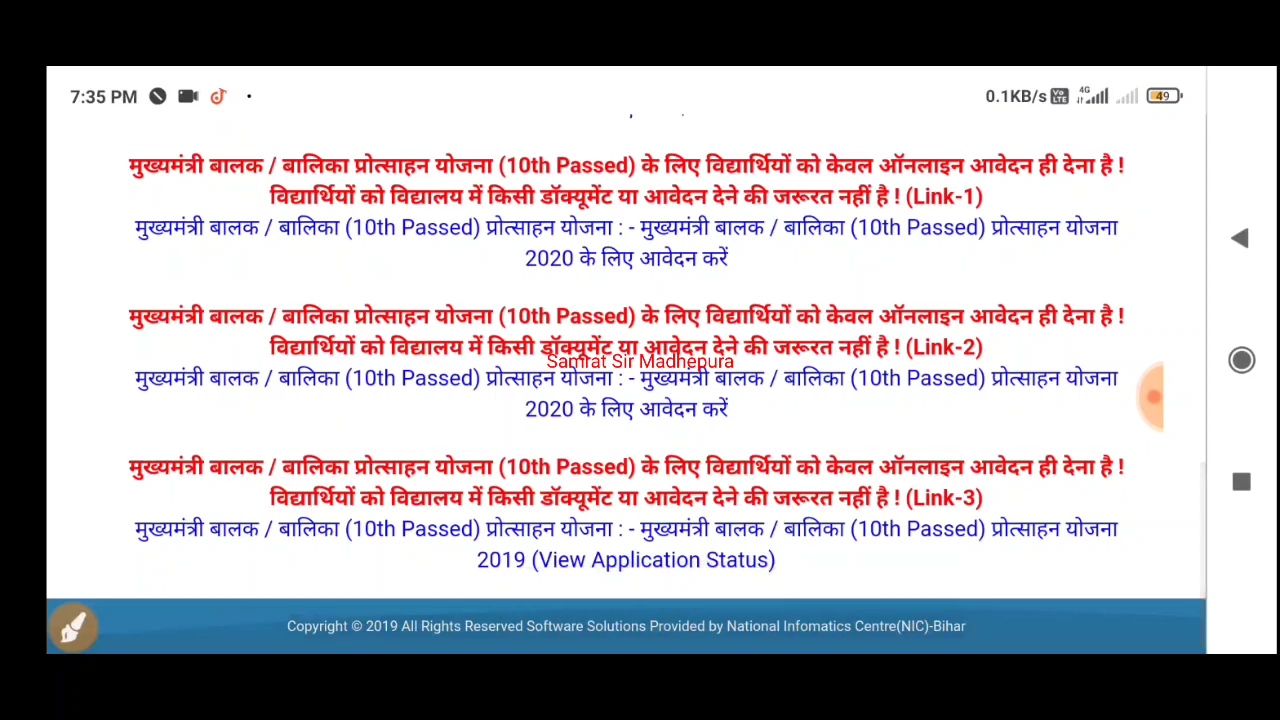 7:35 PM
0.1KB/s Vo LTE 4G 49
मुख्यमंत्री बालक / बालिका प्रोत्साहन योजना (10th Passed) के लिए विद्यार्थियों को केवल ऑनलाइन आवेदन ही देना है !
विद्यार्थियों को विद्यालय में किसी डॉक्यूमेंट या आवेदन देने की जरूरत नहीं है ! (Link-1)
मुख्यमंत्री बालक / बालिका (10th Passed) प्रोत्साहन योजना : - मुख्यमंत्री बालक / बालिका (10th Passed) प्रोत्साहन योजना
2020 के लिए आवेदन करें
मुख्यमंत्री बालक / बालिका प्रोत्साहन योजना (10th Passed) के लिए विद्यार्थियों को केवल ऑनलाइन आवेदन ही देना है !
विद्यार्थियों को विद्यालय में किसी डॉक्यूमेंट या आवेदन देने की जरूरत नहीं है ! (Link-2)
Samrat Sir Madhepura
मुख्यमंत्री बालक / बालिका (10th Passed) प्रोत्साहन योजना : - मुख्यमंत्री बालक / बालिका (10th Passed) प्रोत्साहन योजना
2020 के लिए आवेदन करें
मुख्यमंत्री बालक / बालिका प्रोत्साहन योजना (10th Passed) के लिए विद्यार्थियों को केवल ऑनलाइन आवेदन ही देना है !
विद्यार्थियों को विद्यालय में किसी डॉक्यूमेंट या आवेदन देने की जरूरत नहीं है ! (Link-3)
मुख्यमंत्री बालक / बालिका (10th Passed) प्रोत्साहन योजना : - मुख्यमंत्री बालक / बालिका (10th Passed) प्रोत्साहन योजना
2019 (View Application Status)
Copyright © 2019 All Rights Reserved Software Solutions Provided by National Infomatics Centre(NIC)-Bihar